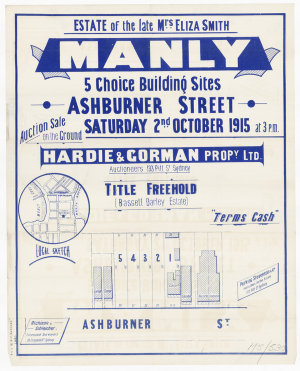 ESTATE of the late Mrs ELIZA SMITH
MANLY
5 CHOICE BUILDING SITES
ASHBURNER STREET
Auction Sale on the Ground
SATURDAY 2nd OCTOBER 1915 at 3 p.m.
HARDIE & GORMAN PROPY LTD.
Auctioneers 133 Pitt St Sydney
TITLE FREEHOLD
(Bassett Darley Estate)
"Terms Cash"
LOCAL SKETCH
5 4 3 2 1
ASHBURNER ST.